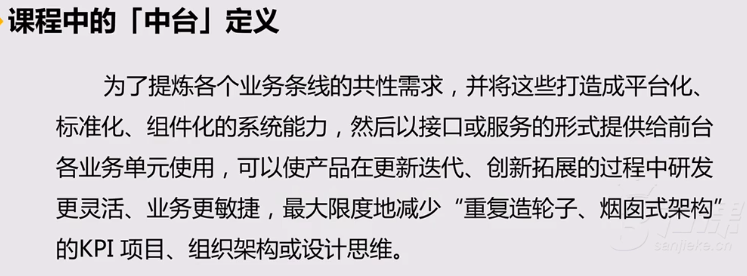 课程中的「中台」定义
为了提炼各个业务条线的共性需求，并将这些打造成平台化、
标准化、组件化的系统能力，然后以接口或服务的形式提供给前台
各业务单元使用，可以使产品在更新迭代、创新拓展的过程中研发
更灵活、业务更敏捷，最大限度地减少“重复造轮子、烟囱式架构”
的KPI 项目、组织架构或设计思维。
sanjieke.cn